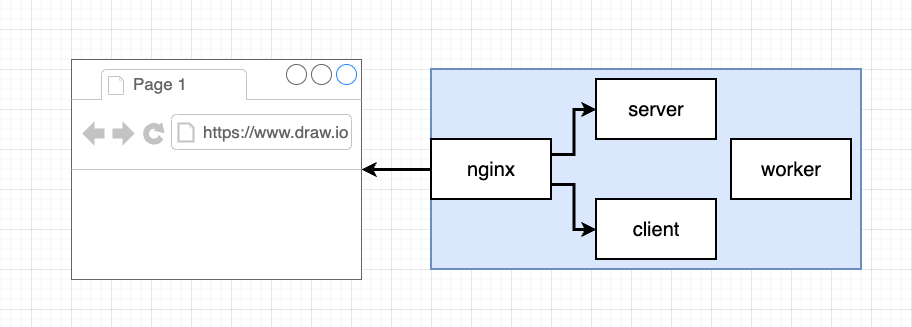 Page 1
https://www.draw.io
server
nginx
worker
client